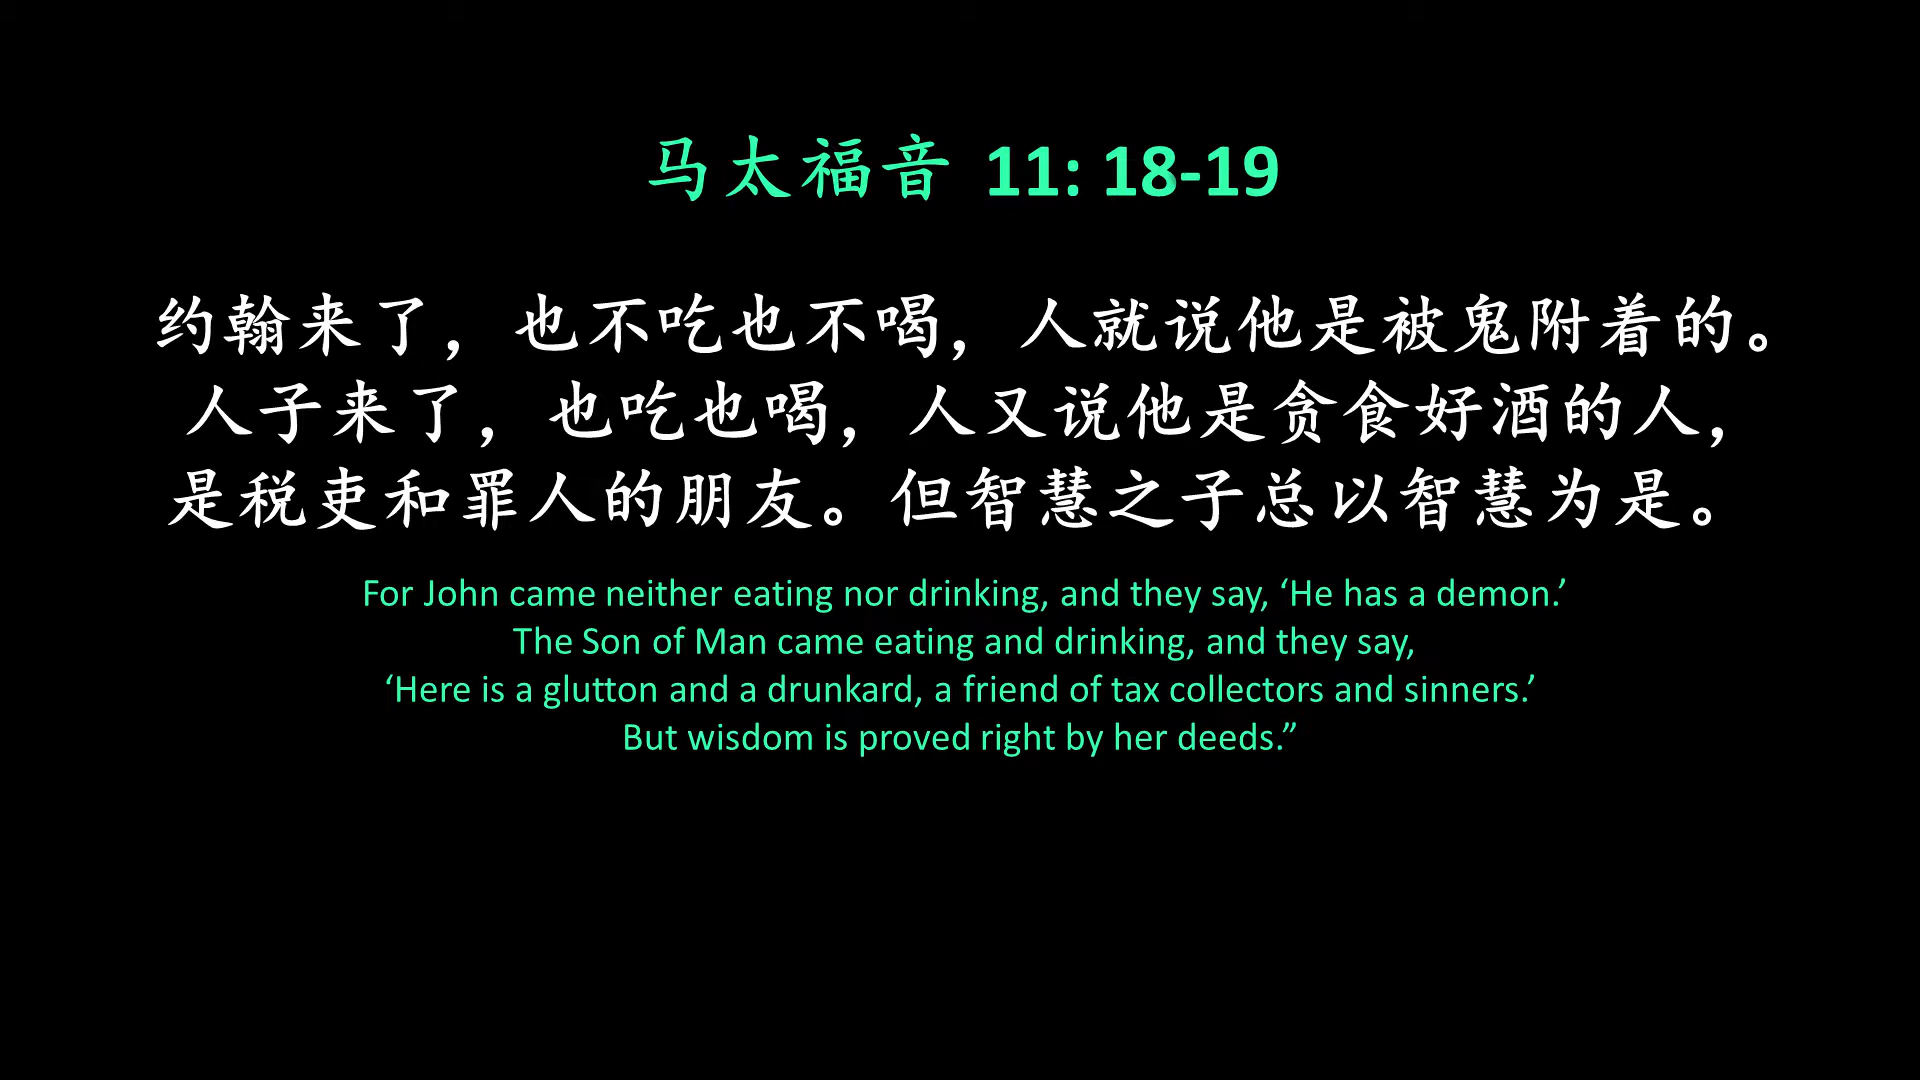 马太福音 11: 18-19
约翰来了，也不吃也不喝，人就说他是被鬼附着的。
人子来了，也吃也喝，人又说他是贪食好酒的人，
是税吏和罪人的朋友。但智慧之子总以智慧为是。
For John came neither eating nor drinking, and they say, ‘He has a demon.’
The Son of Man came eating and drinking, and they say,
‘Here is a glutton and a drunkard, a friend of tax collectors and sinners.’
But wisdom is proved right by her deeds.”